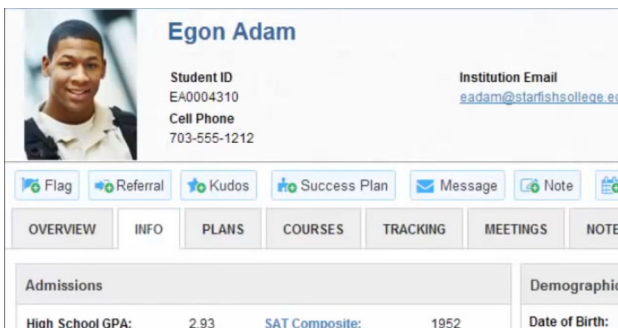 Egon Adam
Student ID
EA0004310
Institution Email
eadam@starfishsollege.ec
Cell Phone
703-555-1212
Flag Referral Kudos Success Plan Message Note
OVERVIEW INFO PLANS COURSES TRACKING MEETINGS NOTE
Admissions
Demographic
High School GPA: 2.93 SAT Composite: 1952 Date of Birth: